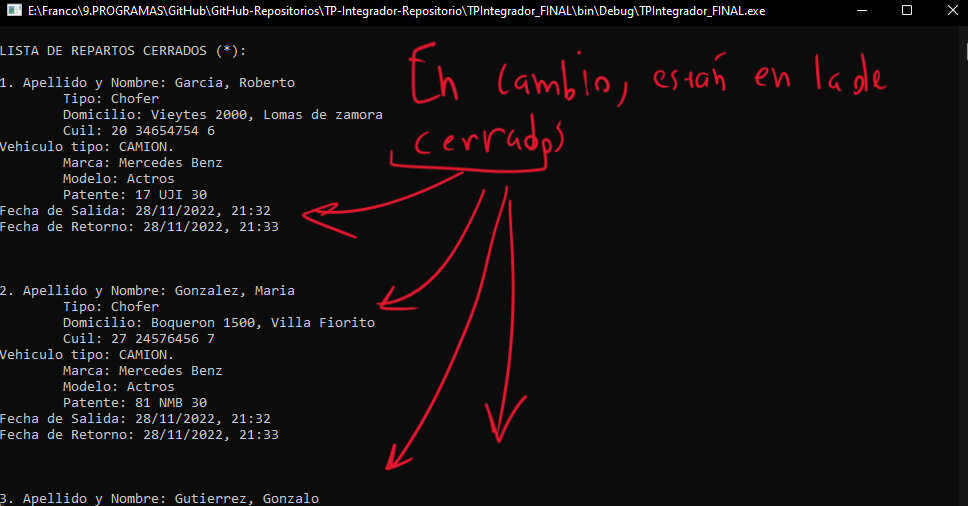 E:\Franco\9.PROGRAMAS\GitHub\GitHub-Repositorios\TP-Integrador-Repositorio\TPIntegrador_FINAL\bin\Debug\TPIntegrador_FINAL.exe
LISTA DE REPARTOS CERRADOS (*):
En cambio, están en la de
cerrados
1. Apellido y Nombre: Garcia, Roberto
Tipo: Chofer
Domicilio: Vieytes 2000, Lomas de zamora
Cuil: 20 34654754 6
Vehiculo tipo: CAMION.
Marca: Mercedes Benz
Modelo: Actros
Patente: 17 UJI 30
Fecha de Salida: 28/11/2022, 21:32
Fecha de Retorno: 28/11/2022, 21:33
2. Apellido y Nombre: Gonzalez, Maria
Tipo: Chofer
Domicilio: Boqueron 1500, Villa Fiorito
Cuil: 27 24576456 7
Vehiculo tipo: CAMION.
Marca: Mercedes Benz
Modelo: Actros
Patente: 81 NMB 30
Fecha de Salida: 28/11/2022, 21:32
Fecha de Retorno: 28/11/2022, 21:33
3. Apellido y Nombre: Gutierrez, Gonzalo